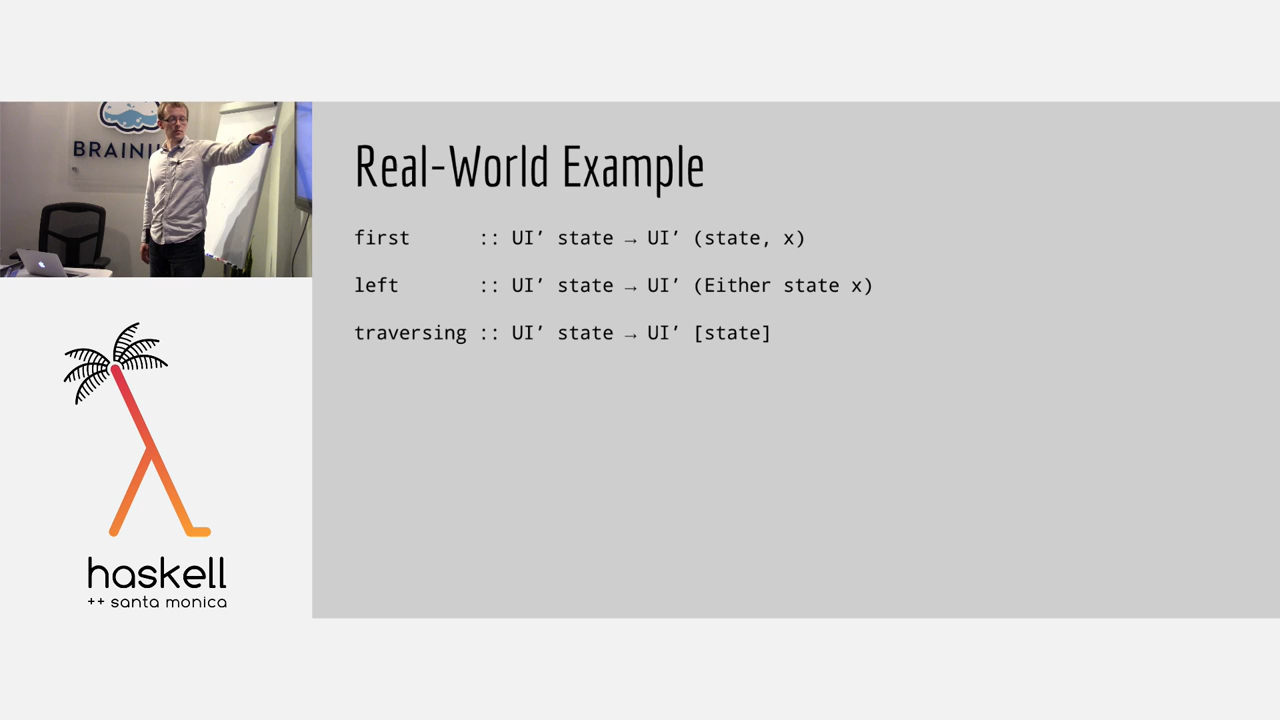 Real-World Example
first :: UI′ state → UI′ (state, x)
left :: UI′ state → UI′ (Either state x)
traversing :: UI′ state → UI′ [state]
BRAIN
haskell
++ santa monica